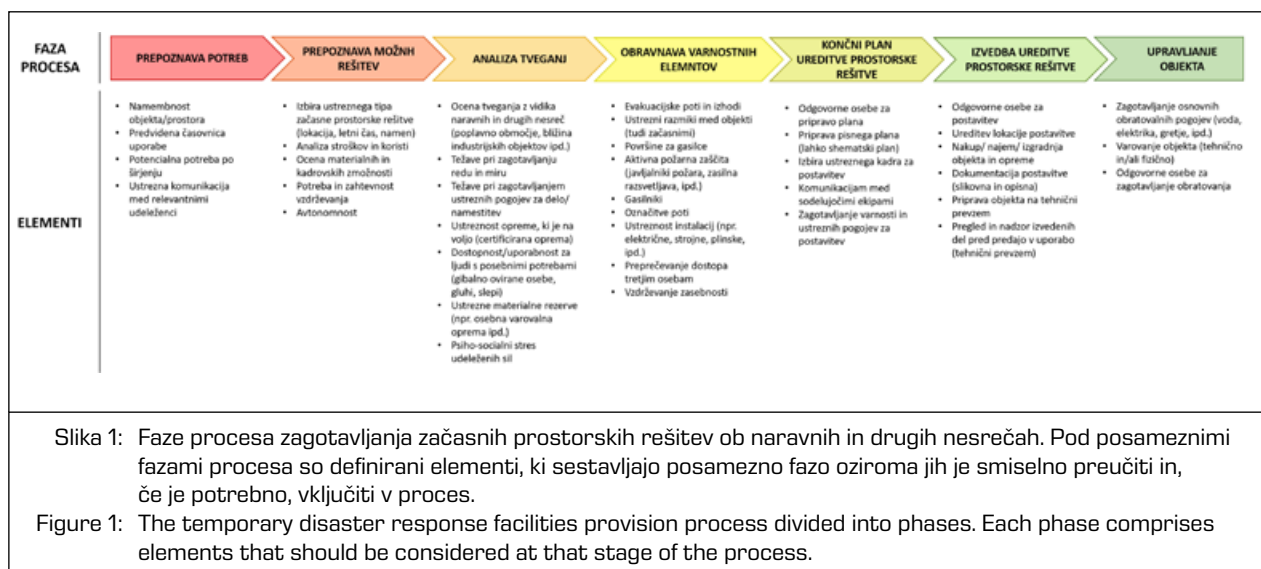 FAZA
PROCESA
PREPOZNAVA POTREB
PREPOZNAVA MOŽNH
REŠITEV
ANALIZA TVEGANJ
OBRAVNAVA VARNOSTNIH
ELEMNTOV
KONČNI PLAN
UREDITVE PROSTORSKE
REŠITVE
IZVEDBA UREDITVE
PROSTORSKE REŠITVE
UPRAVLJANJE
OBJEKTA
ELEMENTI
• Namembnost
objekta/prostora
• Predvidena časovnica
uporabe
• Potencialna potreba po
širjenju
• Ustrezna komunikacija
med relevantnimi
udeleženci
• Izbira ustreznega tipa
začasne prostorske rešitve
(lokacija, letni čas, namen)
• Analiza stroškov in koristi
• Ocena materialnih in
kadrovskih zmožnosti
• Potreba in zahtevnost
vzdrževanja
• Avtonomnost
• Ocena tveganja z vidika
naravnih in drugih nesreč
(poplavno območje, bližina
industrijskih objektov ipd.)
• Težave pri zagotavljanju
redu in miru
• Težave pri zagotavljanjem
ustreznih pogojev za delo/
namestitev
• Ustreznost opreme, ki je na
voljo (certificirana oprema)
• Dostopnost/uporabnost za
ljudi s posebnimi potrebami
(gibalno ovirane osebe,
gluhi, slepi)
• Ustrezne materialne rezerve
(npr. osebna varovalna
oprema ipd.)
• Psiho-socialni stres
udeleženih sil
• Evakuacijske poti in izhodi
• Ustrezni razmiki med objekti
(tudi začasnimi)
• Površine za gasilce
• Aktivna požarna zaščita
(javljalniki požara, zasilna
razsvetljava, ipd.)
• Gasilniki
• Označitve poti
• Ustreznost instalacij (npr.
električne, strojne, plinske,
ipd.)
• Preprečevanje dostopa
tretjim osebam
• Vzdrževanje zasebnosti
• Odgovorne osebe za
pripravo plana
• Priprava pisnega plana
(lahko shematski plan)
• Izbira ustreznega kadra za
postavitev
• Komunikacijam med
sodelujočimi ekipami
• Zagotavljanje varnosti in
ustreznih pogojev za
postavitev
• Odgovorne osebe za
postavitev
• Ureditev lokacije postavitve
• Nakup/ najem/ izgradnja
objekta in opreme
• Dokumentacija postavitve
(slikovna in opisna)
• Priprava objekta na tehnični
prevzem
• Pregled in nadzor izvedenih
del pred predajo v uporabo
(tehnični prevzem)
• Zagotavljanje osnovnih
obratovalnih pogojev (voda,
elektrika, gretje, ipd.)
• Varovanje objekta (tehnično
in/ali fizično)
• Odgovorne osebe za
zagotavljanje obratovanja
Slika 1: Faze procesa zagotavljanja začasnih prostorskih rešitev ob naravnih in drugih nesrečah. Pod posameznimi
fazami procesa so definirani elementi, ki sestavljajo posamezno fazo oziroma jih je smiselno preučiti in,
če je potrebno, vključiti v proces.
Figure 1: The temporary disaster response facilities provision process divided into phases. Each phase comprises
elements that should be considered at that stage of the process.